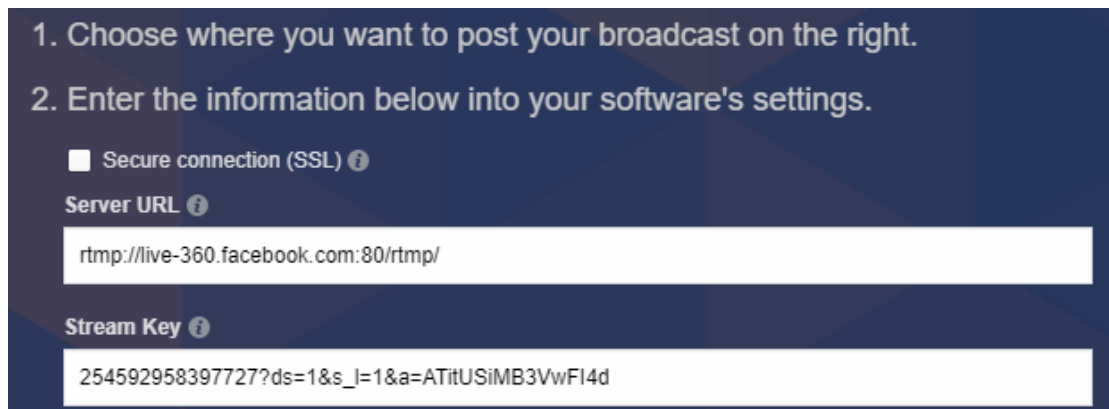 1. Choose where you want to post your broadcast on the right.
2. Enter the information below into your software's settings.
Secure connection (SSL)
Server URL
rtmp://live-360.facebook.com:80/rtmp/
Stream Key
254592958397727?ds=1&s_l=1&a=ATitUSiMB3VwFI4d